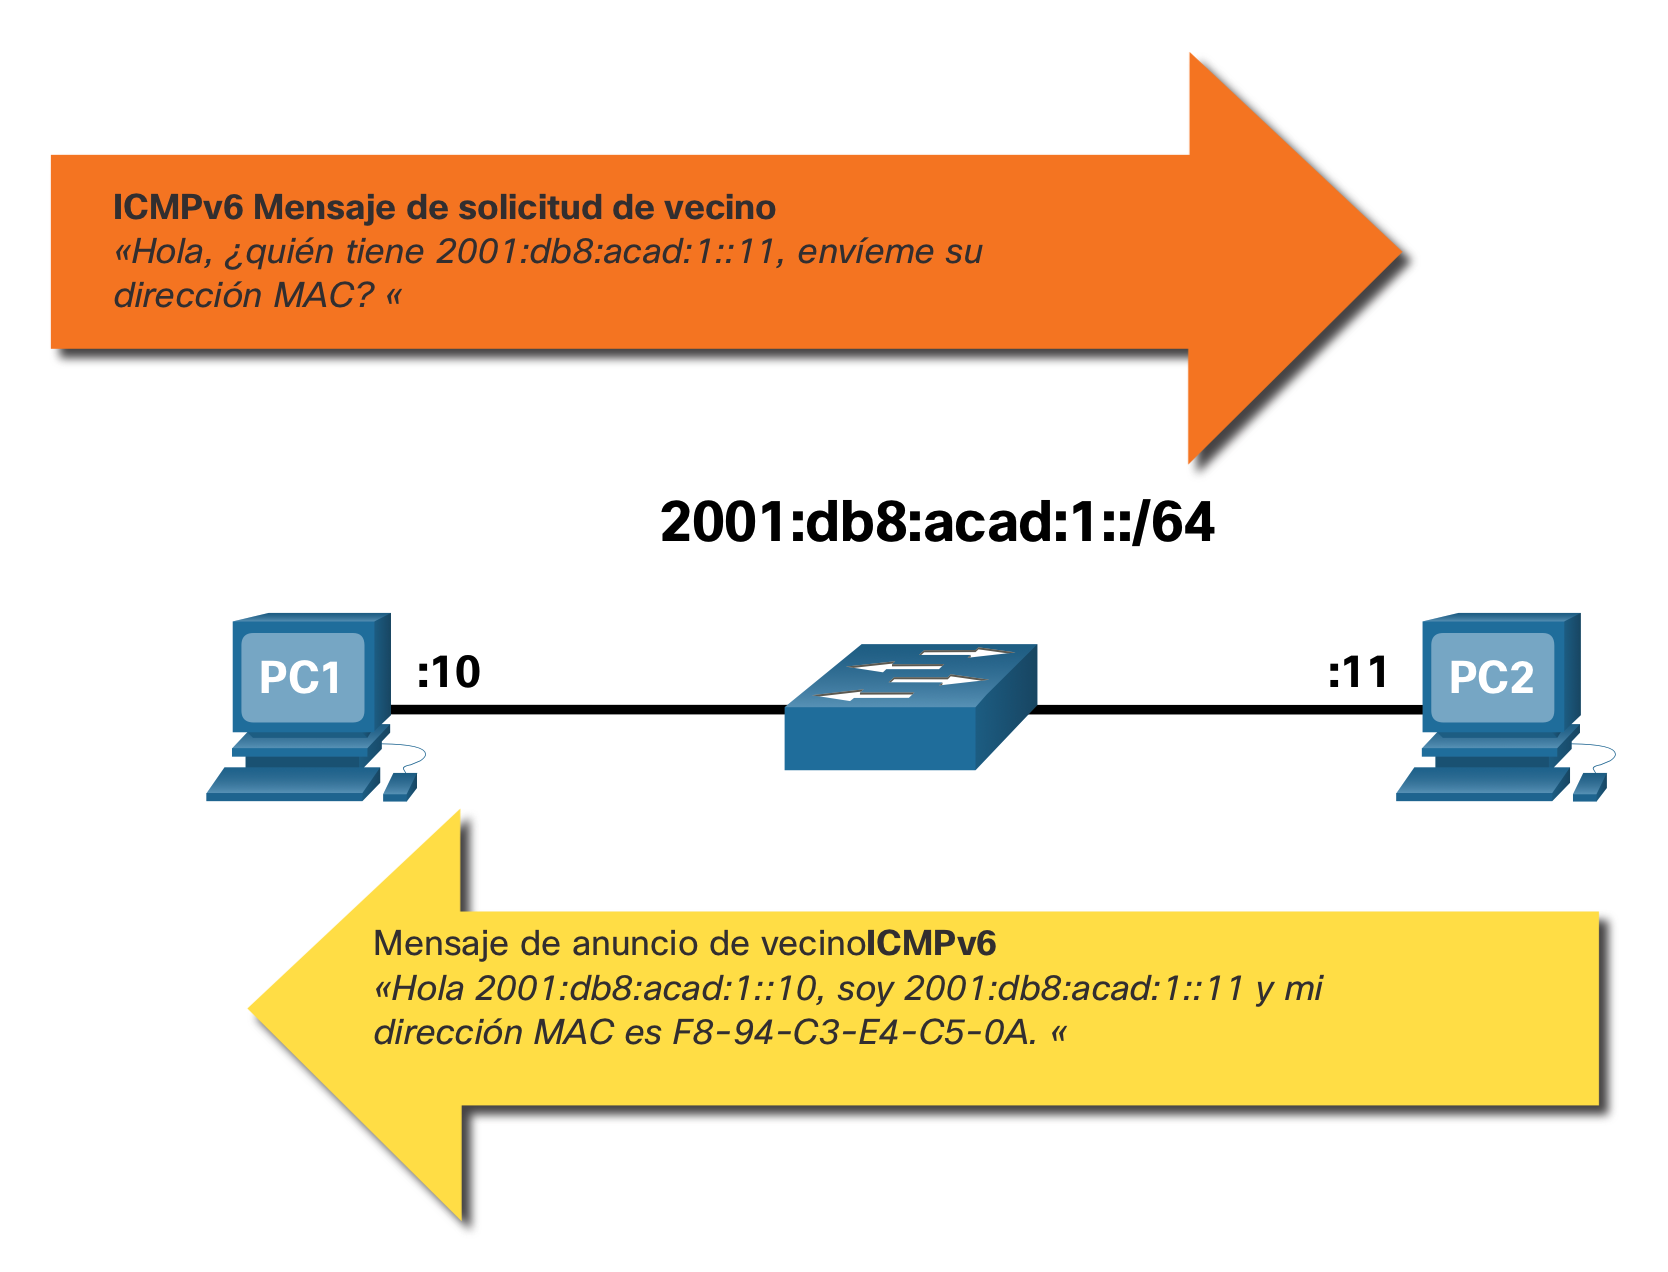 ICMPv6 Mensaje de solicitud de vecino
«Hola, ¿quién tiene 2001:db8:acad:1::11, envíeme su
dirección MAC? «
2001:db8:acad:1::/64
PC1
:10
:11
PC2
Mensaje de anuncio de vecinoICMPv6
«Hola 2001:db8:acad:1::10, soy 2001:db8:acad:1::11 y mi
dirección MAC es F8-94-C3-E4-C5-0A. «